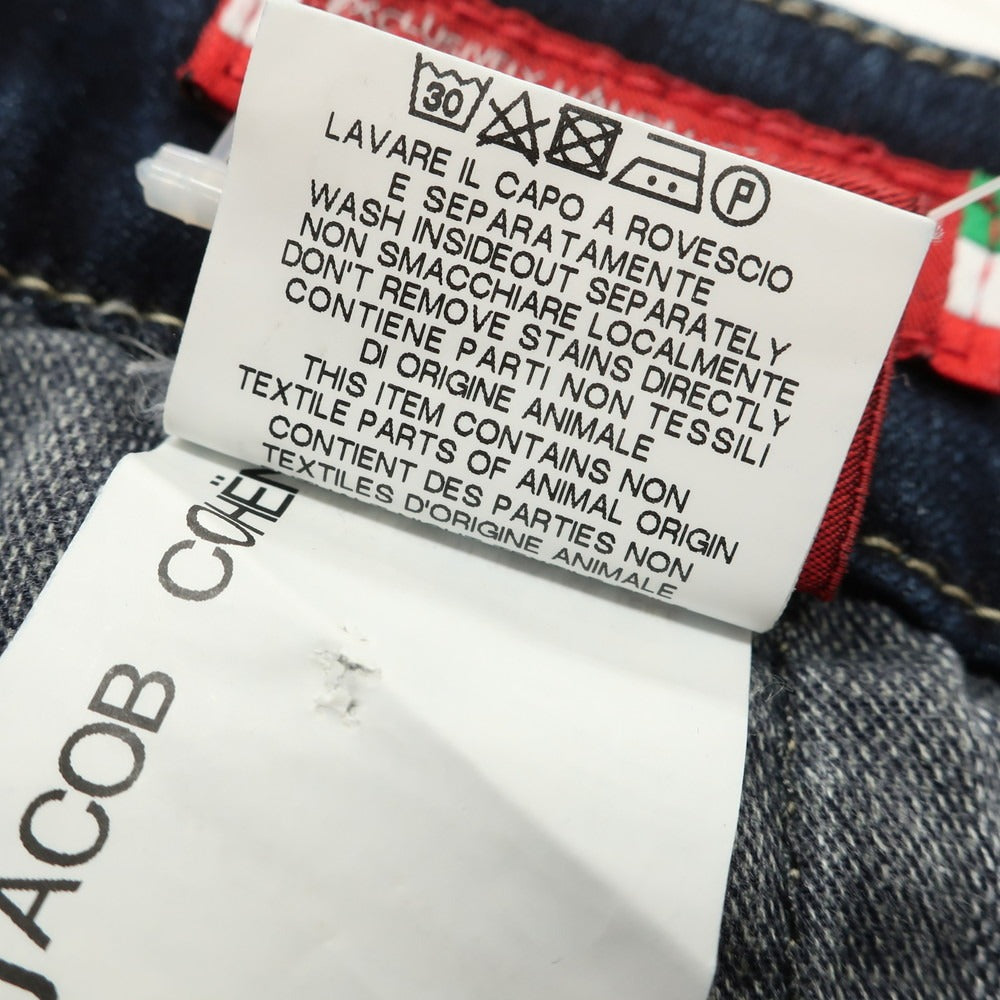 EXCLUSIVELY
30
P
LAVARE IL CAPO A ROVESCIO
E SEPARATAMENTE
WASH INSIDEOUT SEPARATELY
NON SMACCHIARE LOCALMENTE
DON'T REMOVE STAINS DIRECTLY
CONTIENE PARTI NON TESSILI
DI ORIGINE ANIMALE
THIS ITEM CONTAINS NON
TEXTILE PARTS OF ANIMAL ORIGIN
CONTIENT DES PARTIES NON
TEXTILES D'ORIGINE ANIMALE
JACOB COHËN